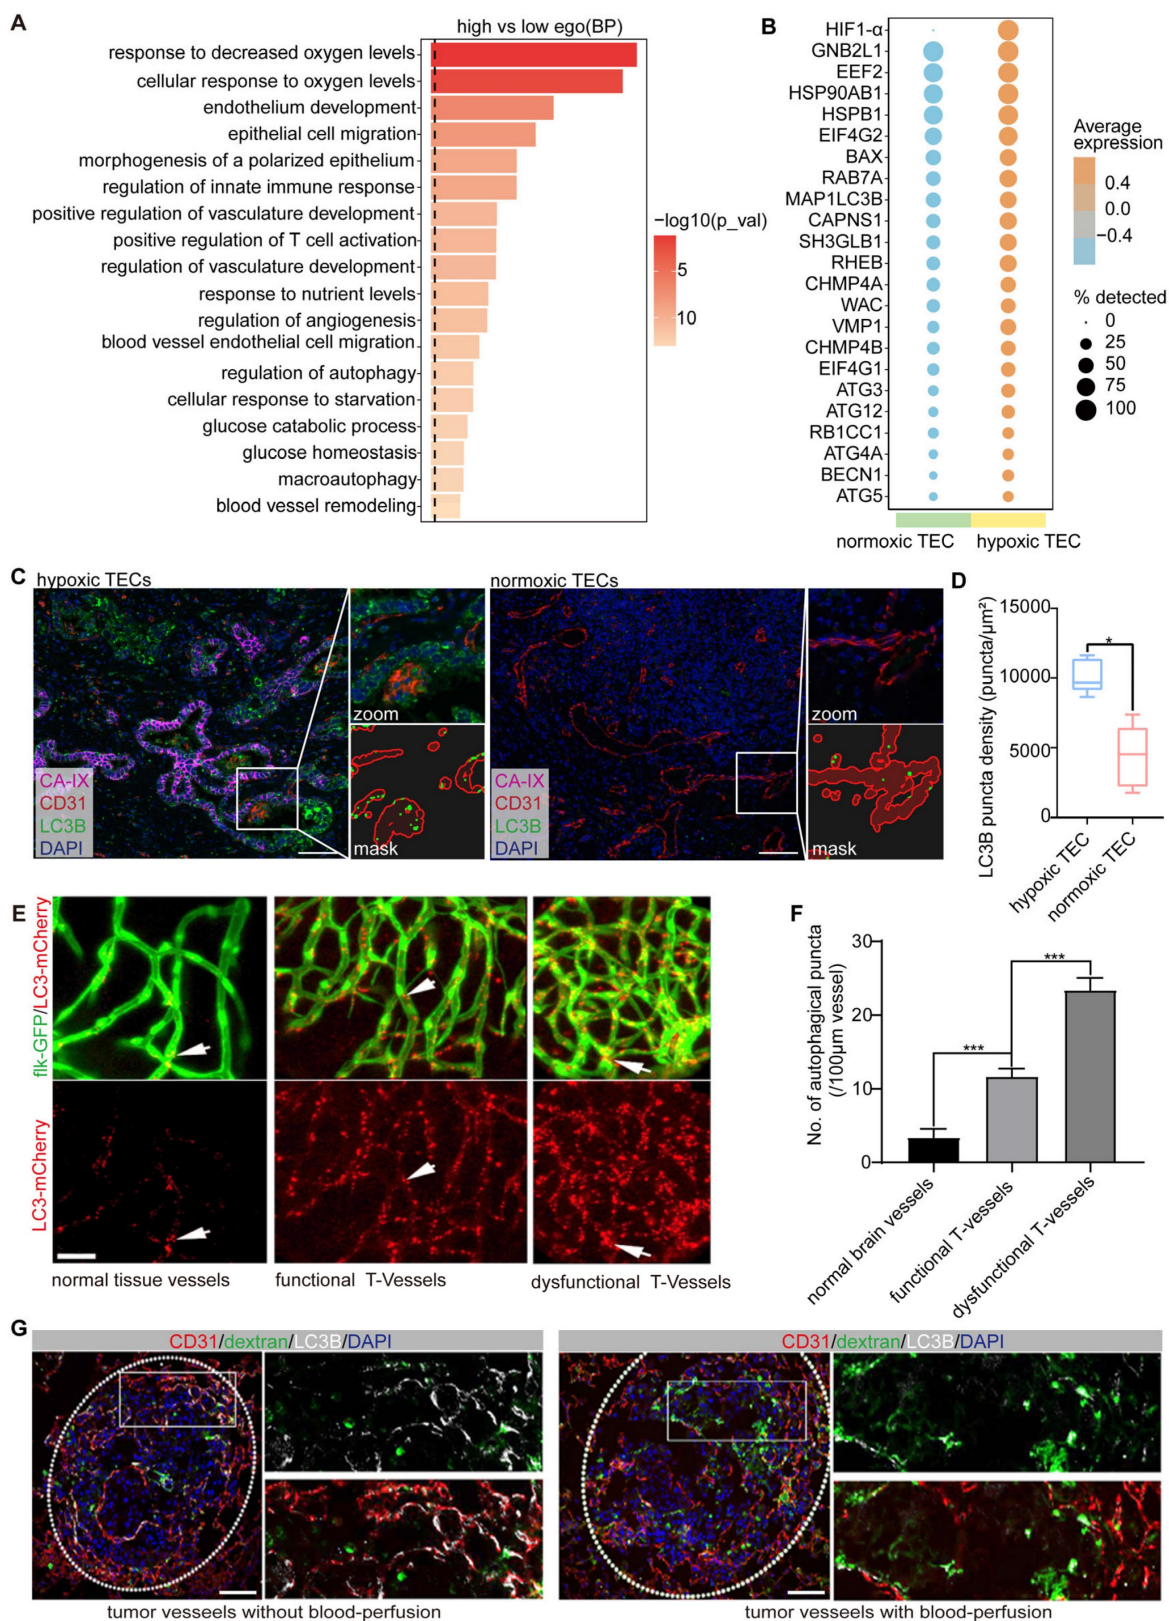 A
high vs low ego(BP)
response to decreased oxygen levels
cellular response to oxygen levels
endothelium development
epithelial cell migration
morphogenesis of a polarized epithelium
regulation of innate immune response
positive regulation of vasculature development
positive regulation of T cell activation
regulation of vasculature development
response to nutrient levels
regulation of angiogenesis
blood vessel endothelial cell migration
regulation of autophagy
cellular response to starvation
glucose catabolic process
glucose homeostasis
macroautophagy
blood vessel remodeling
−log10(p_val)
5
10
B
HIF1-α
GNB2L1
EEF2
HSP90AB1
HSPB1
EIF4G2
BAX
RAB7A
MAP1LC3B
CAPNS1
SH3GLB1
RHEB
CHMP4A
WAC
VMP1
CHMP4B
EIF4G1
ATG3
ATG12
RB1CC1
ATG4A
BECN1
ATG5
normoxic TEC
hypoxic TEC
Average
expression
0.4
0.0
−0.4
% detected
0
25
50
75
100
C
hypoxic TECs
CA-IX
CD31
LC3B
DAPI
zoom
mask
normoxic TECs
CA-IX
CD31
LC3B
DAPI
zoom
mask
D
LC3B puncta density (puncta/μm²)
15000
10000
5000
0
*
hypoxic TEC
normoxic TEC
E
flk-GFP/LC3-mCherry
LC3-mCherry
normal tissue vessels
functional T-Vessels
dysfunctional T-Vessels
F
No. of autophagical puncta
(/100μm vessel)
30
20
10
0
***
***
normal brain vessels
functional T-vessels
dysfunctional T-vessels
G
CD31/dextran/LC3B/DAPI
CD31/dextran/LC3B/DAPI
tumor vesseels without blood-perfusion
tumor vesseels with blood-perfusion